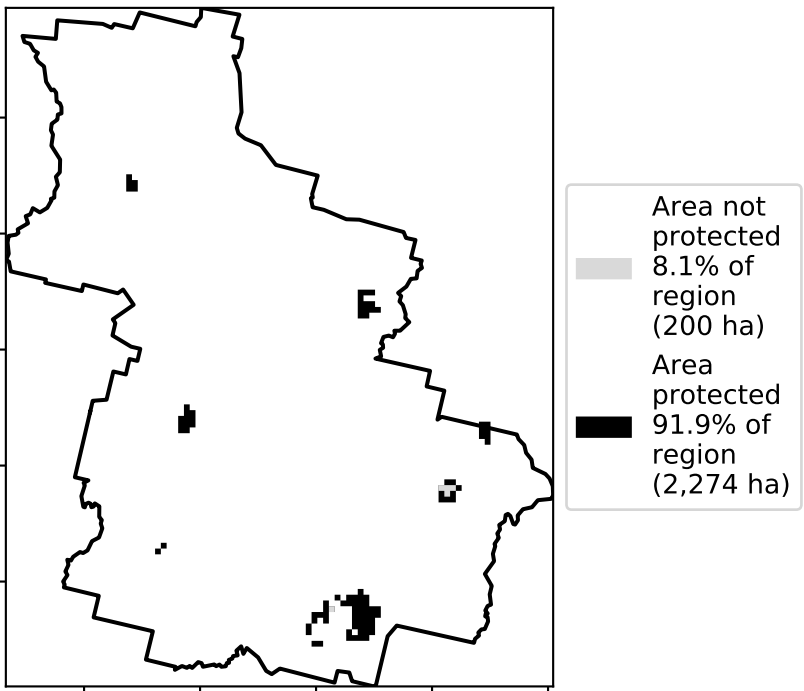 Area not
protected
8.1% of
region
(200 ha)
Area
protected
91.9% of
region
(2,274 ha)